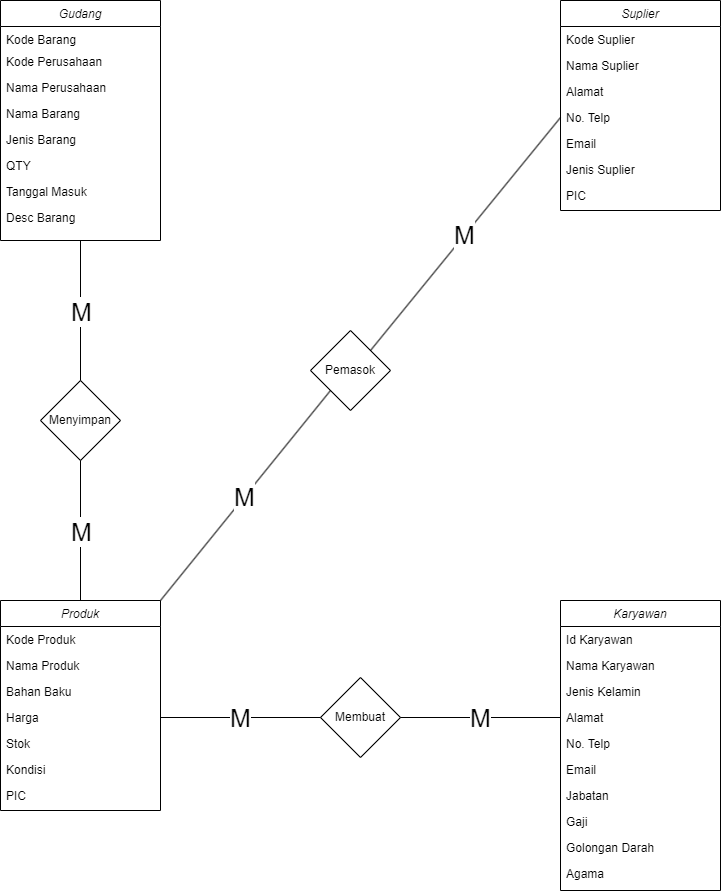 Gudang
Kode Barang
Kode Perusahaan
Nama Perusahaan
Nama Barang
Jenis Barang
QTY
Tanggal Masuk
Desc Barang
Suplier
Kode Suplier
Nama Suplier
Alamat
No. Telp
Email
Jenis Suplier
PIC
M
M
Pemasok
Menyimpan
M
M
Produk
Kode Produk
Nama Produk
Bahan Baku
Harga
Stok
Kondisi
PIC
M
Membuat
M
Karyawan
Id Karyawan
Nama Karyawan
Jenis Kelamin
Alamat
No. Telp
Email
Jabatan
Gaji
Golongan Darah
Agama